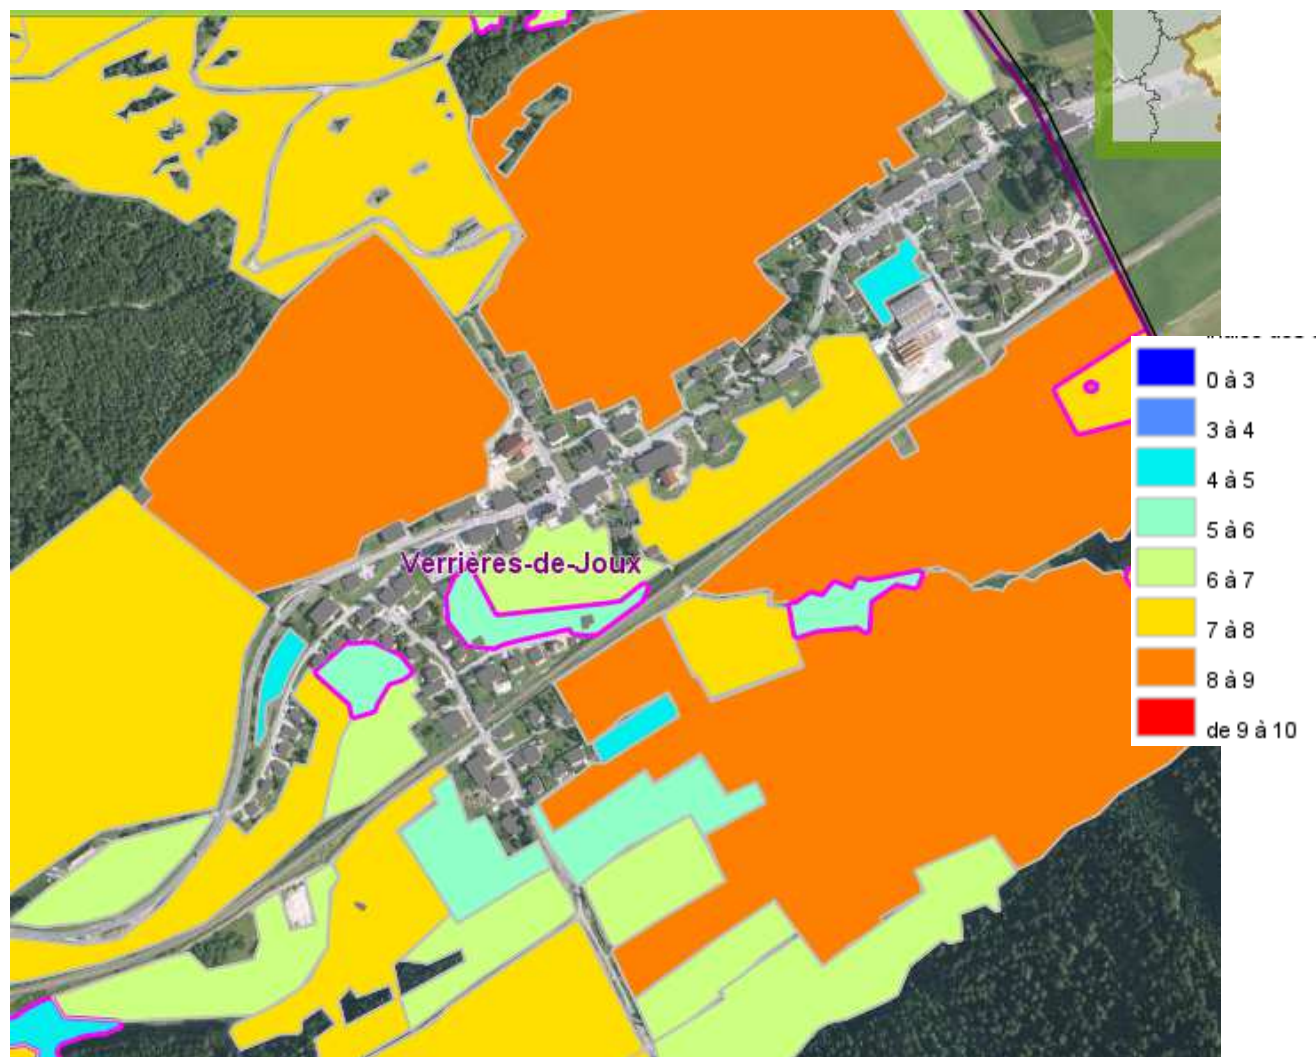 0 à 3
3 à 4
4 à 5
5 à 6
6 à 7
7 à 8
8 à 9
de 9 à 10
Verrières-de-Joux